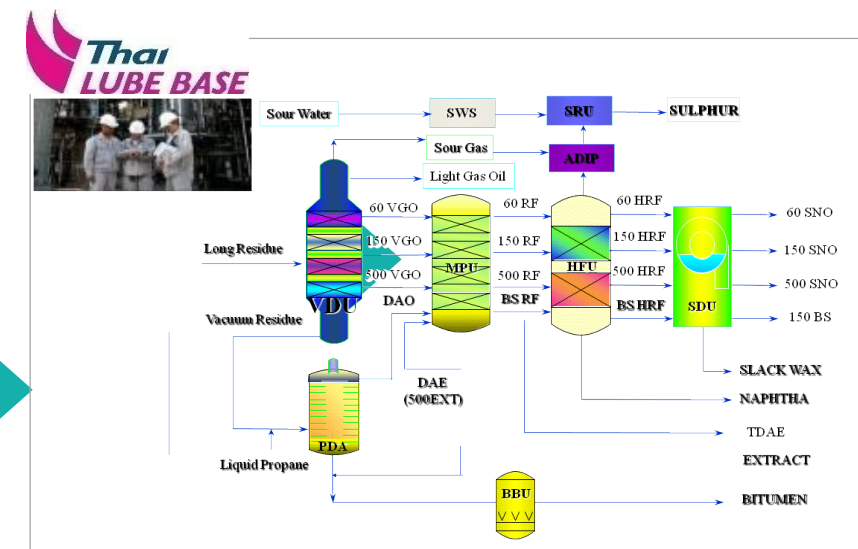 Thai
LUBE BASE
Sour Water
SWS
SRU
SULPHUR
Sour Gas
ADIP
Light Gas Oil
60 VGO
60 RF
60 HRF
60 SNO
Long Residue
150 VGO
150 RF
150 HRF
150 SNO
MPU
HFU
500 VGO
500 RF
500 HRF
500 SNO
VDU
DAO
BS RF
BS HRF
SDU
150 BS
Vacuum Residue
SLACK WAX
DAE
(500EXT)
NAPHTHA
TDAE
PDA
Liquid Propane
EXTRACT
BBU
BITUMEN